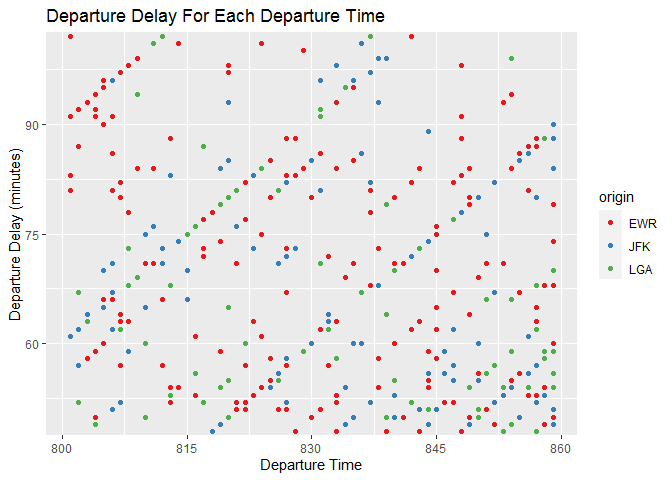 Departure Delay For Each Departure Time
Departure Delay (minutes)
90
75
60
800
815
830
845
860
Departure Time
origin
EWR
JFK
LGA